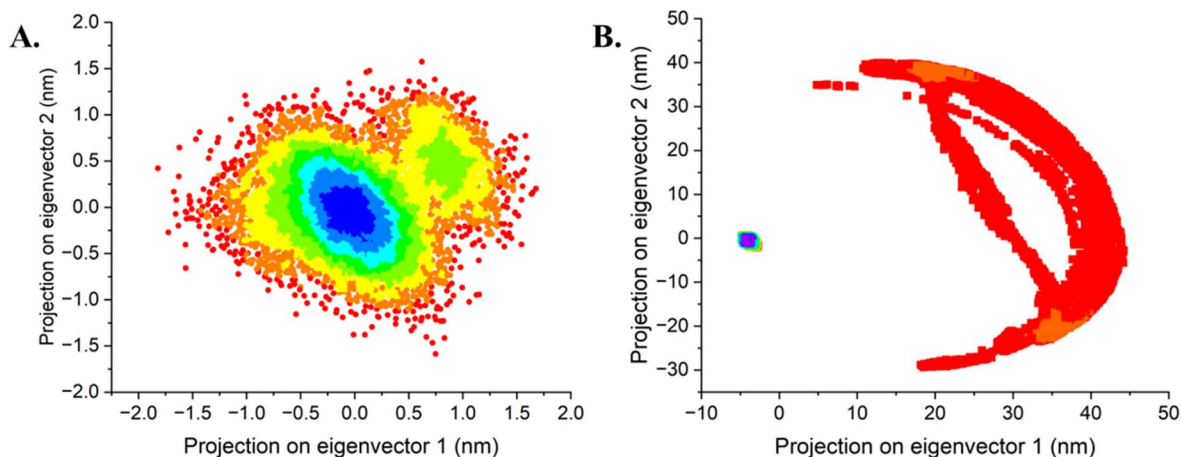 A.
Projection on eigenvector 2 (nm)
2.0
1.5
1.0
0.5
0.0
−0.5
−1.0
−1.5
−2.0
−2.0 −1.5 −1.0 −0.5 0.0 0.5 1.0 1.5 2.0
Projection on eigenvector 1 (nm)
B.
Projection on eigenvector 2 (nm)
50
40
30
20
10
0
−10
−20
−30
−10 0 10 20 30 40 50
Projection on eigenvector 1 (nm)